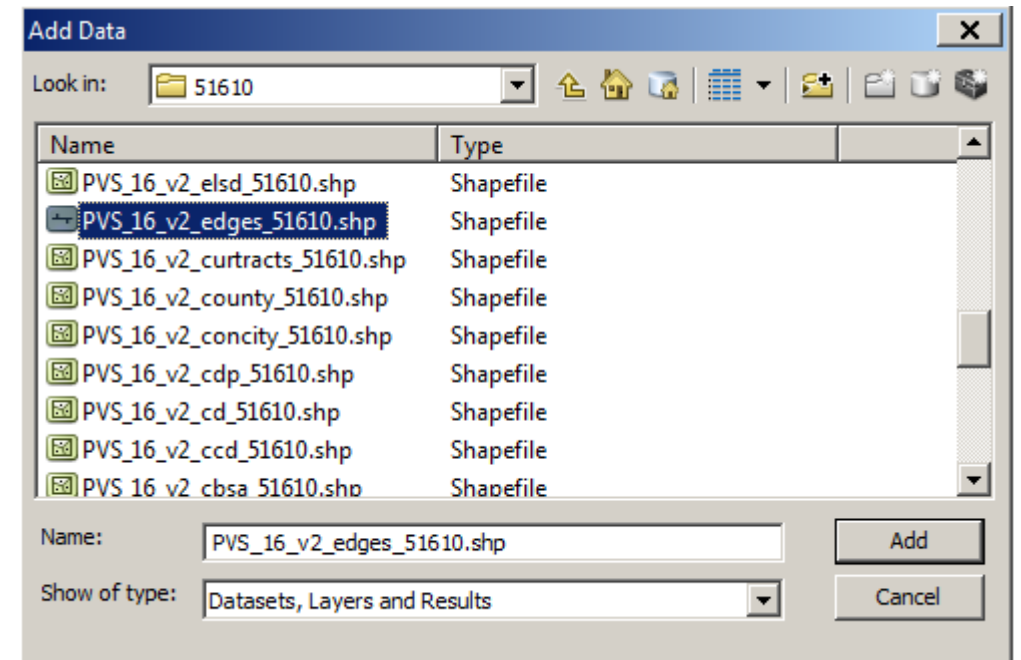 Add Data
Look in: 51610
Name Type
PVS_16_v2_elsd_51610.shp Shapefile
PVS_16_v2_edges_51610.shp Shapefile
PVS_16_v2_curtracts_51610.shp Shapefile
PVS_16_v2_county_51610.shp Shapefile
PVS_16_v2_concity_51610.shp Shapefile
PVS_16_v2_cdp_51610.shp Shapefile
PVS_16_v2_cd_51610.shp Shapefile
PVS_16_v2_ccd_51610.shp Shapefile
PVS_16_v2_cbsa_51610.shp Shapefile
Name: PVS_16_v2_edges_51610.shp Add
Show of type: Datasets, Layers and Results Cancel